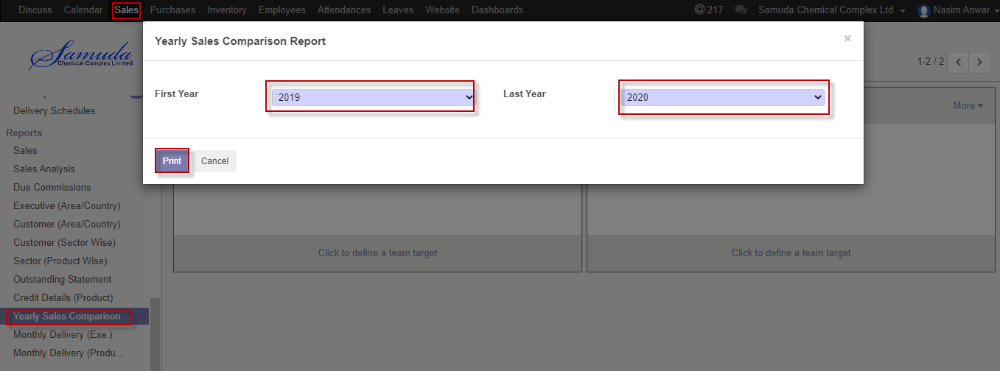 Discuss Calendar Sales Purchases Inventory Employees Attendances Leaves Website Dashboards @ 217 Samuda Chemical Complex Ltd. Nasim Anwar
Samuda
Chemical Complex Limited
Yearly Sales Comparison Report ×
1-2 / 2
First Year 2019 Last Year 2020
More
Print Cancel
Delivery Schedules
Reports
Sales
Sales Analysis
Due Commissions
Executive (Area/Country)
Customer (Area/Country)
Customer (Sector Wise)
Sector (Product Wise)
Outstanding Statement
Credit Details (Product)
Yearly Sales Comparison
Monthly Delivery (Exe.)
Monthly Delivery (Produ…
Click to define a team target
Click to define a team target